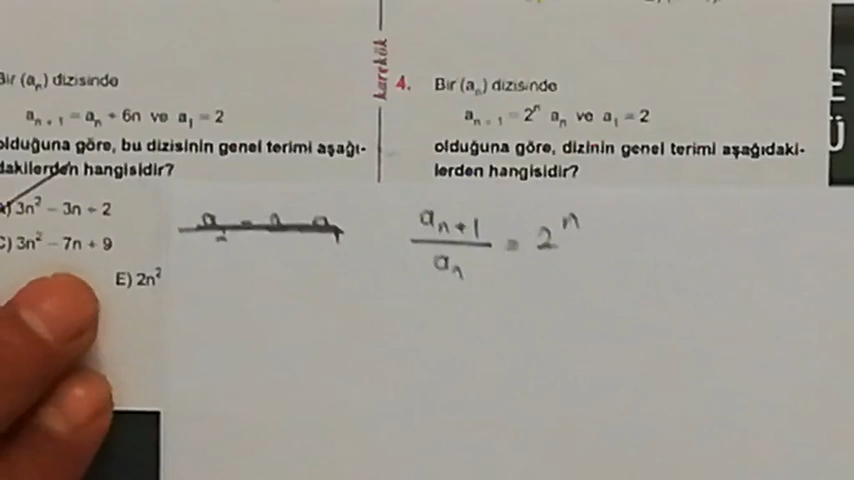 Bir (aₙ) dizisinde
aₙ₊₁ = aₙ + 6n ve a₁ = 2
olduğuna göre, bu dizisinin genel terimi aşağı-
dakilerden hangisidir?
A) 3n² - 3n + 2
C) 3n² - 7n + 9
E) 2n²
karekök
4. Bir (aₙ) dizisinde
aₙ₊₁ = 2ⁿ aₙ ve a₁ = 2
olduğuna göre, dizinin genel terimi aşağıdaki-
lerden hangisidir?
aₙ₊₁
aₙ = 2ⁿ
E
Ü